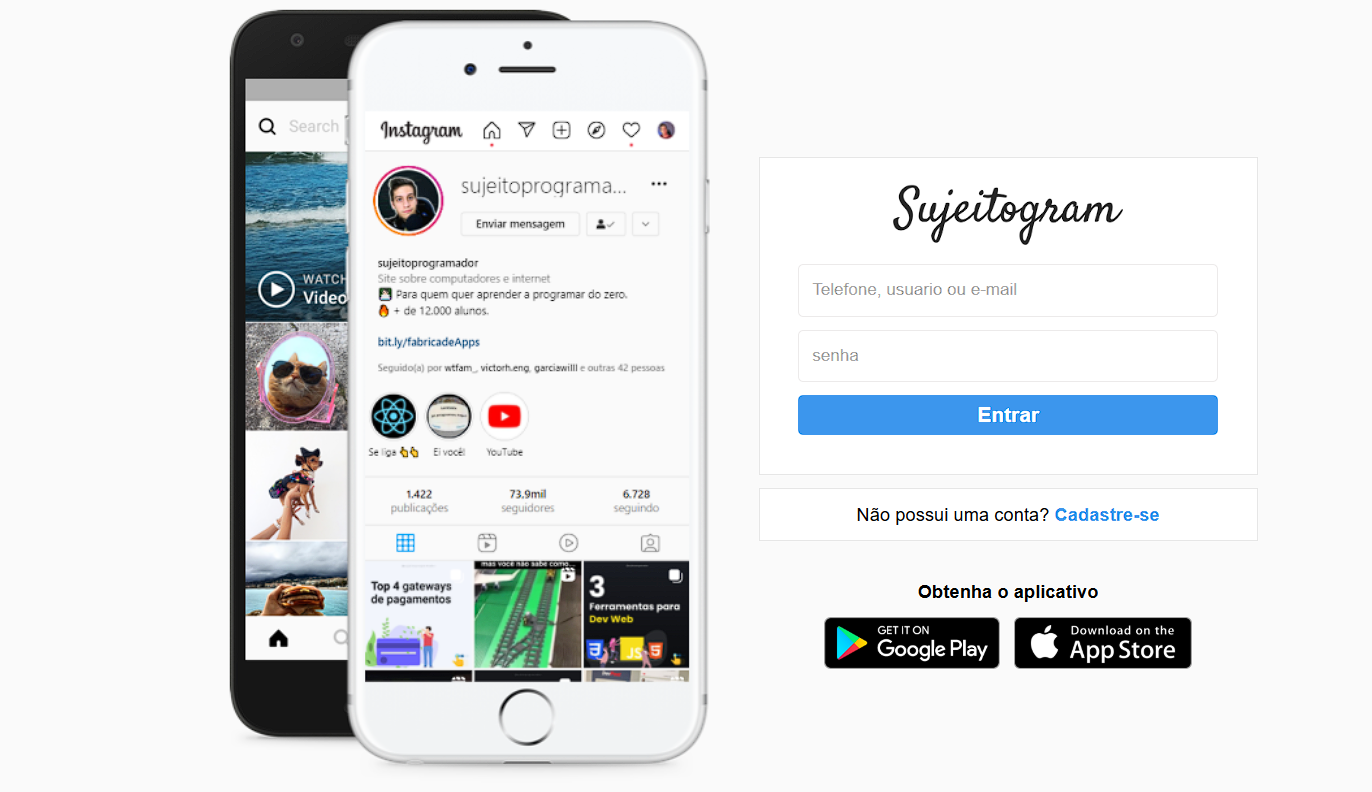 Search
WATCH
Video
Instagram
sujeitoprograma...
Enviar mensagem
sujeitoprogramador
Site sobre computadores e internet
Para quem quer aprender a programar do zero.
+ de 12.000 alunos.
bit.ly/fabricadeApps
Seguido(a) por wtfam_, victorh.eng, garciawilll e outras 42 pessoas
Se liga
Ei você!
YouTube
1.422
publicações
73,9mil
seguidores
6.728
seguindo
Top 4 gateways
de pagamentos
mas você não sabe como...
3
Ferramentas para
Dev Web
JS
Sujeitogram
Telefone, usuario ou e-mail
senha
Entrar
Não possui uma conta? Cadastre-se
Obtenha o aplicativo
GET IT ON
Google Play
Download on the
App Store